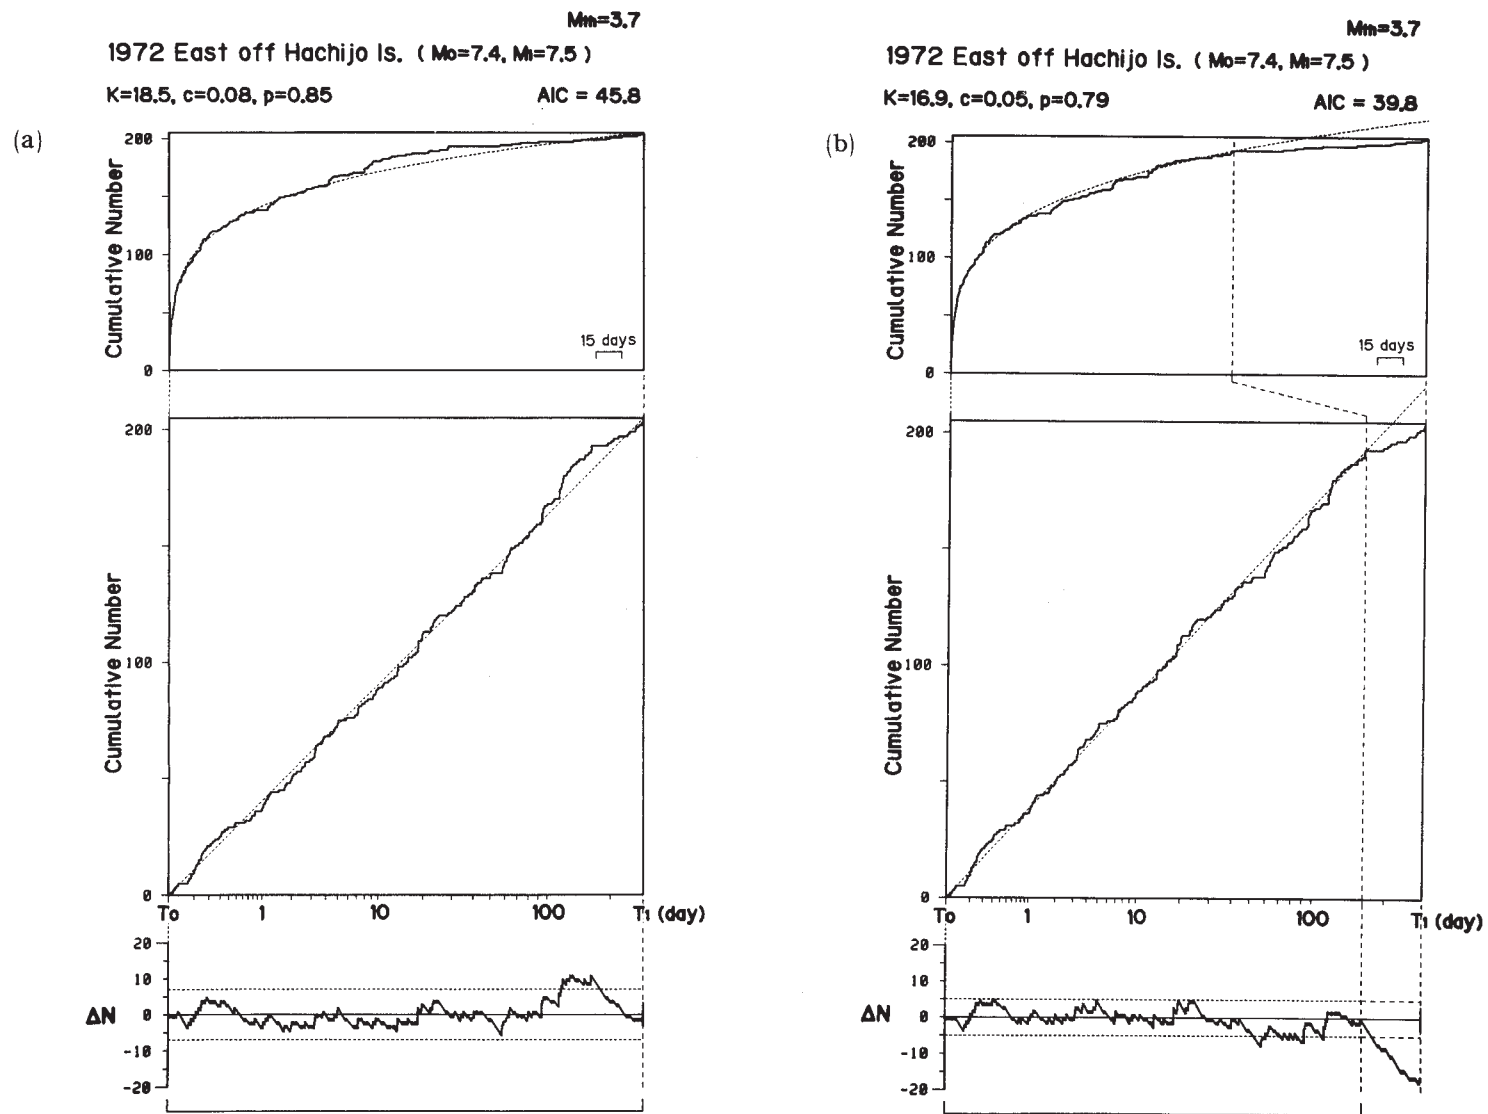 Mth=3.7
1972 East off Hachijo Is. ( Mo=7.4, M1=7.5 )
K=18.5, c=0.08, p=0.85 AIC = 45.8
(a)
200
100
0
Cumulative Number
15 days
200
100
0
Cumulative Number
To 1 10 100 T1 (day)
20
10
0
-10
-20
ΔN
Mth=3.7
1972 East off Hachijo Is. ( Mo=7.4, M1=7.5 )
K=16.9, c=0.05, p=0.79 AIC = 39.8
(b)
200
100
0
Cumulative Number
15 days
200
100
0
Cumulative Number
To 1 10 100 T1 (day)
20
10
0
-10
-20
ΔN